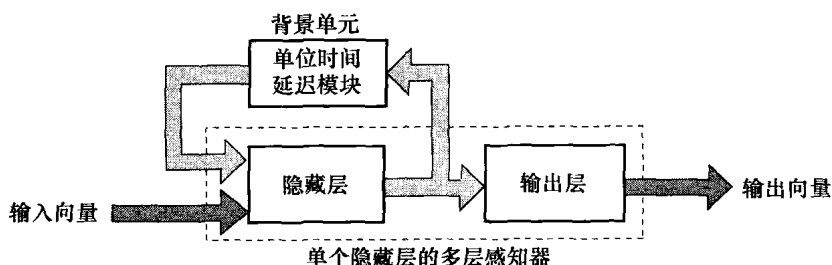 背景单元
单位时间
延迟模块
隐藏层
输出层
输入向量
输出向量
单个隐藏层的多层感知器